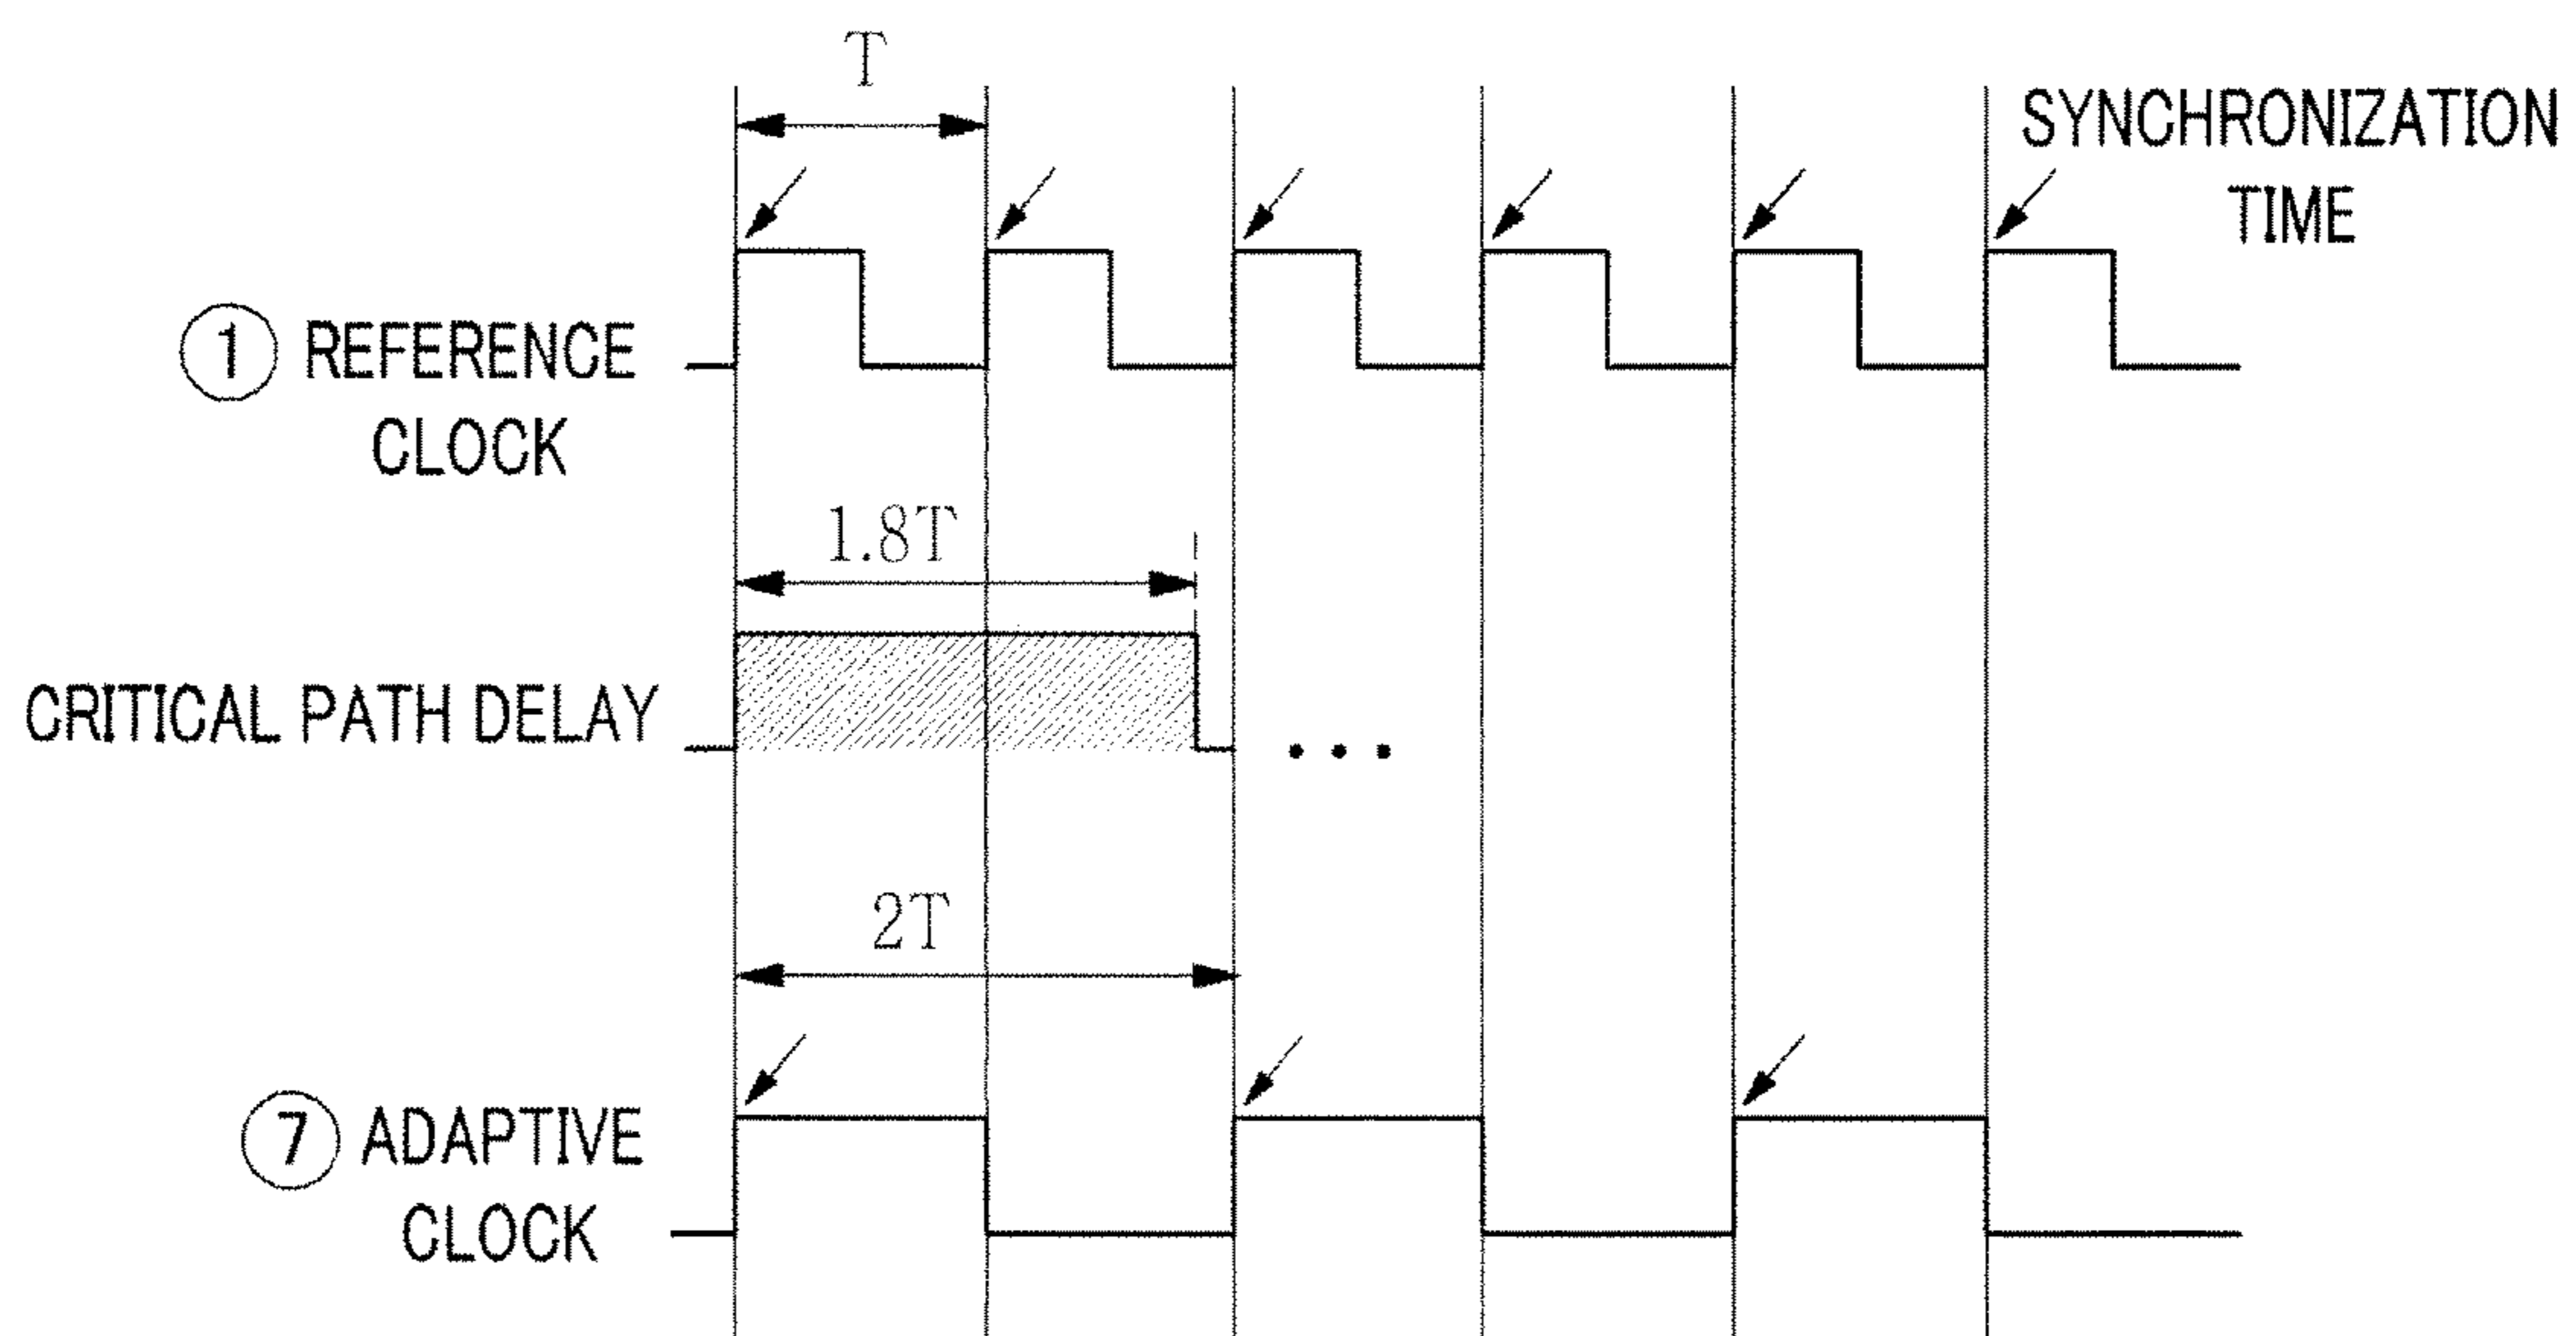 T
SYNCHRONIZATION
TIME
① REFERENCE
CLOCK
1.8T
CRITICAL PATH DELAY
2T
⑦ ADAPTIVE
CLOCK